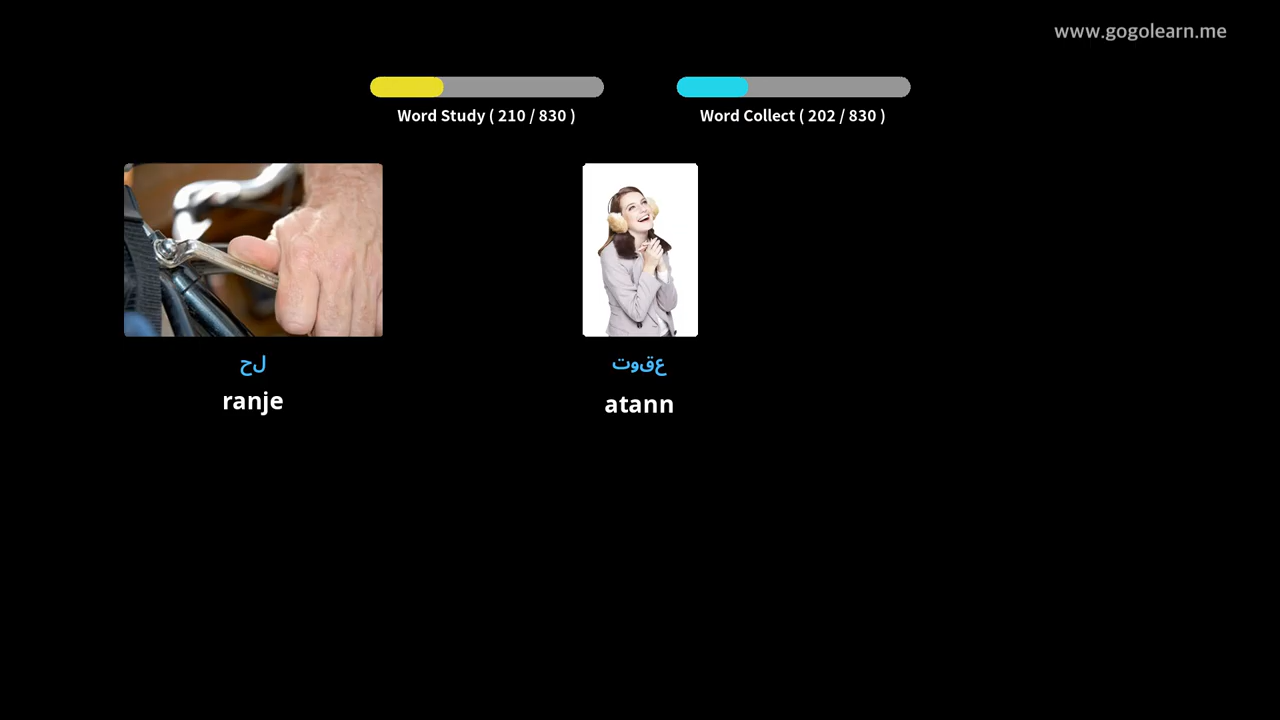 www.gogolearn.me
Word Study ( 210 / 830 )
Word Collect ( 202 / 830 )
لح
ranje
عقوت
atann